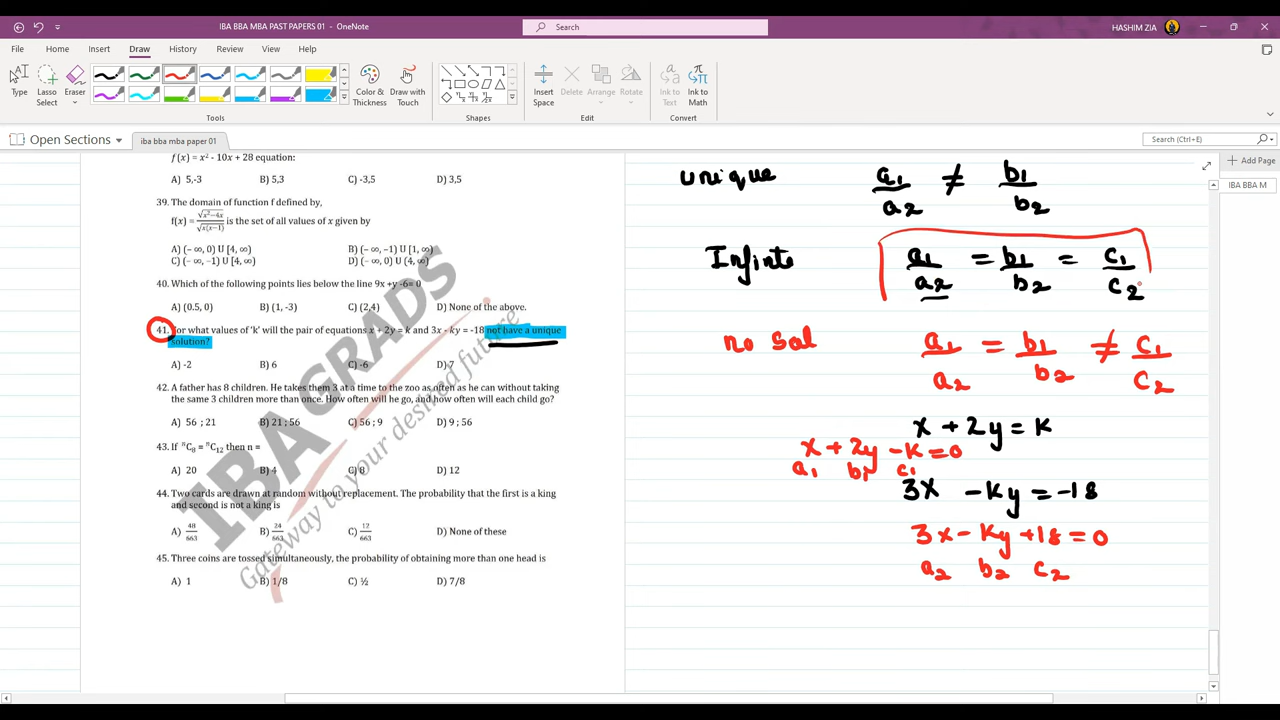 IBA BBA MBA PAST PAPERS 01 - OneNote
Search
HASHIM ZIA
File Home Insert Draw History Review View Help
Type Lasso Select Eraser Color & Thickness Draw with Touch Insert Space Delete Arrange Rotate Ink to Text Ink to Math
Tools Shapes Edit Convert
Open Sections iba bba mba paper 01 Search (Ctrl+E)
Add Page
IBA BBA M
f (x) = x² - 10x + 28 equation:
A) 5,-3 B) 5,3 C) -3,5 D) 3,5
39. The domain of function f defined by,
f(x) = √x²−4x / √x(x−1) is the set of all values of x given by
A) (− ∞, 0) U [4, ∞) B) (− ∞, −1) U [1, ∞)
C) (− ∞, −1) U [4, ∞) D) (− ∞, 0) U [4, ∞)
40. Which of the following points lies below the line 9x +y -6= 0
A) (0.5, 0) B) (1, -3) C) (2,4) D) None of the above.
41. For what values of 'k' will the pair of equations x + 2y = k and 3x - ky = -18 not have a unique
solution?
A) -2 B) 6 C) -6 D) 7
42. A father has 8 children. He takes them 3 at a time to the zoo as often as he can without taking
the same 3 children more than once. How often will he go, and how often will each child go?
A) 56 ; 21 B) 21 ; 56 C) 56 ; 9 D) 9 ; 56
43. If ⁿC₈ = ⁿC₁₂ then n =
A) 20 B) 4 C) 8 D) 12
44. Two cards are drawn at random without replacement. The probability that the first is a king
and second is not a king is
A) 48/663 B) 24/663 C) 12/663 D) None of these
45. Three coins are tossed simultaneously, the probability of obtaining more than one head is
A) 1 B) 1/8 C) ½ D) 7/8
IBA GRADS
Gateway to your desired future
unique a1/a2 ≠ b1/b2
Infinte a1/a2 = b1/b2 = c1/c2
no Sol a1/a2 = b1/b2 ≠ c1/c2
x + 2y = k
x + 2y - k = 0
a1 b1 c1
3x - ky = -18
3x - ky + 18 = 0
a2 b2 c2